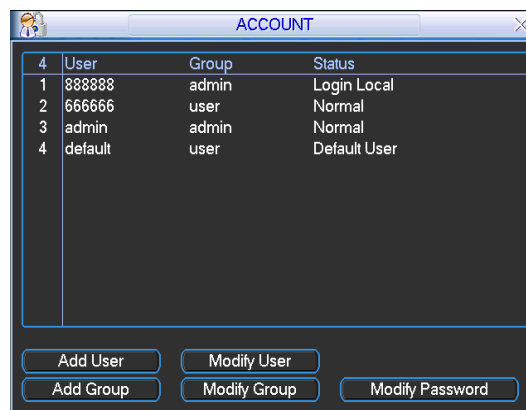 ACCOUNT
4 User Group Status
1 888888 admin Login Local
2 666666 user Normal
3 admin admin Normal
4 default user Default User
Add User Modify User
Add Group Modify Group Modify Password